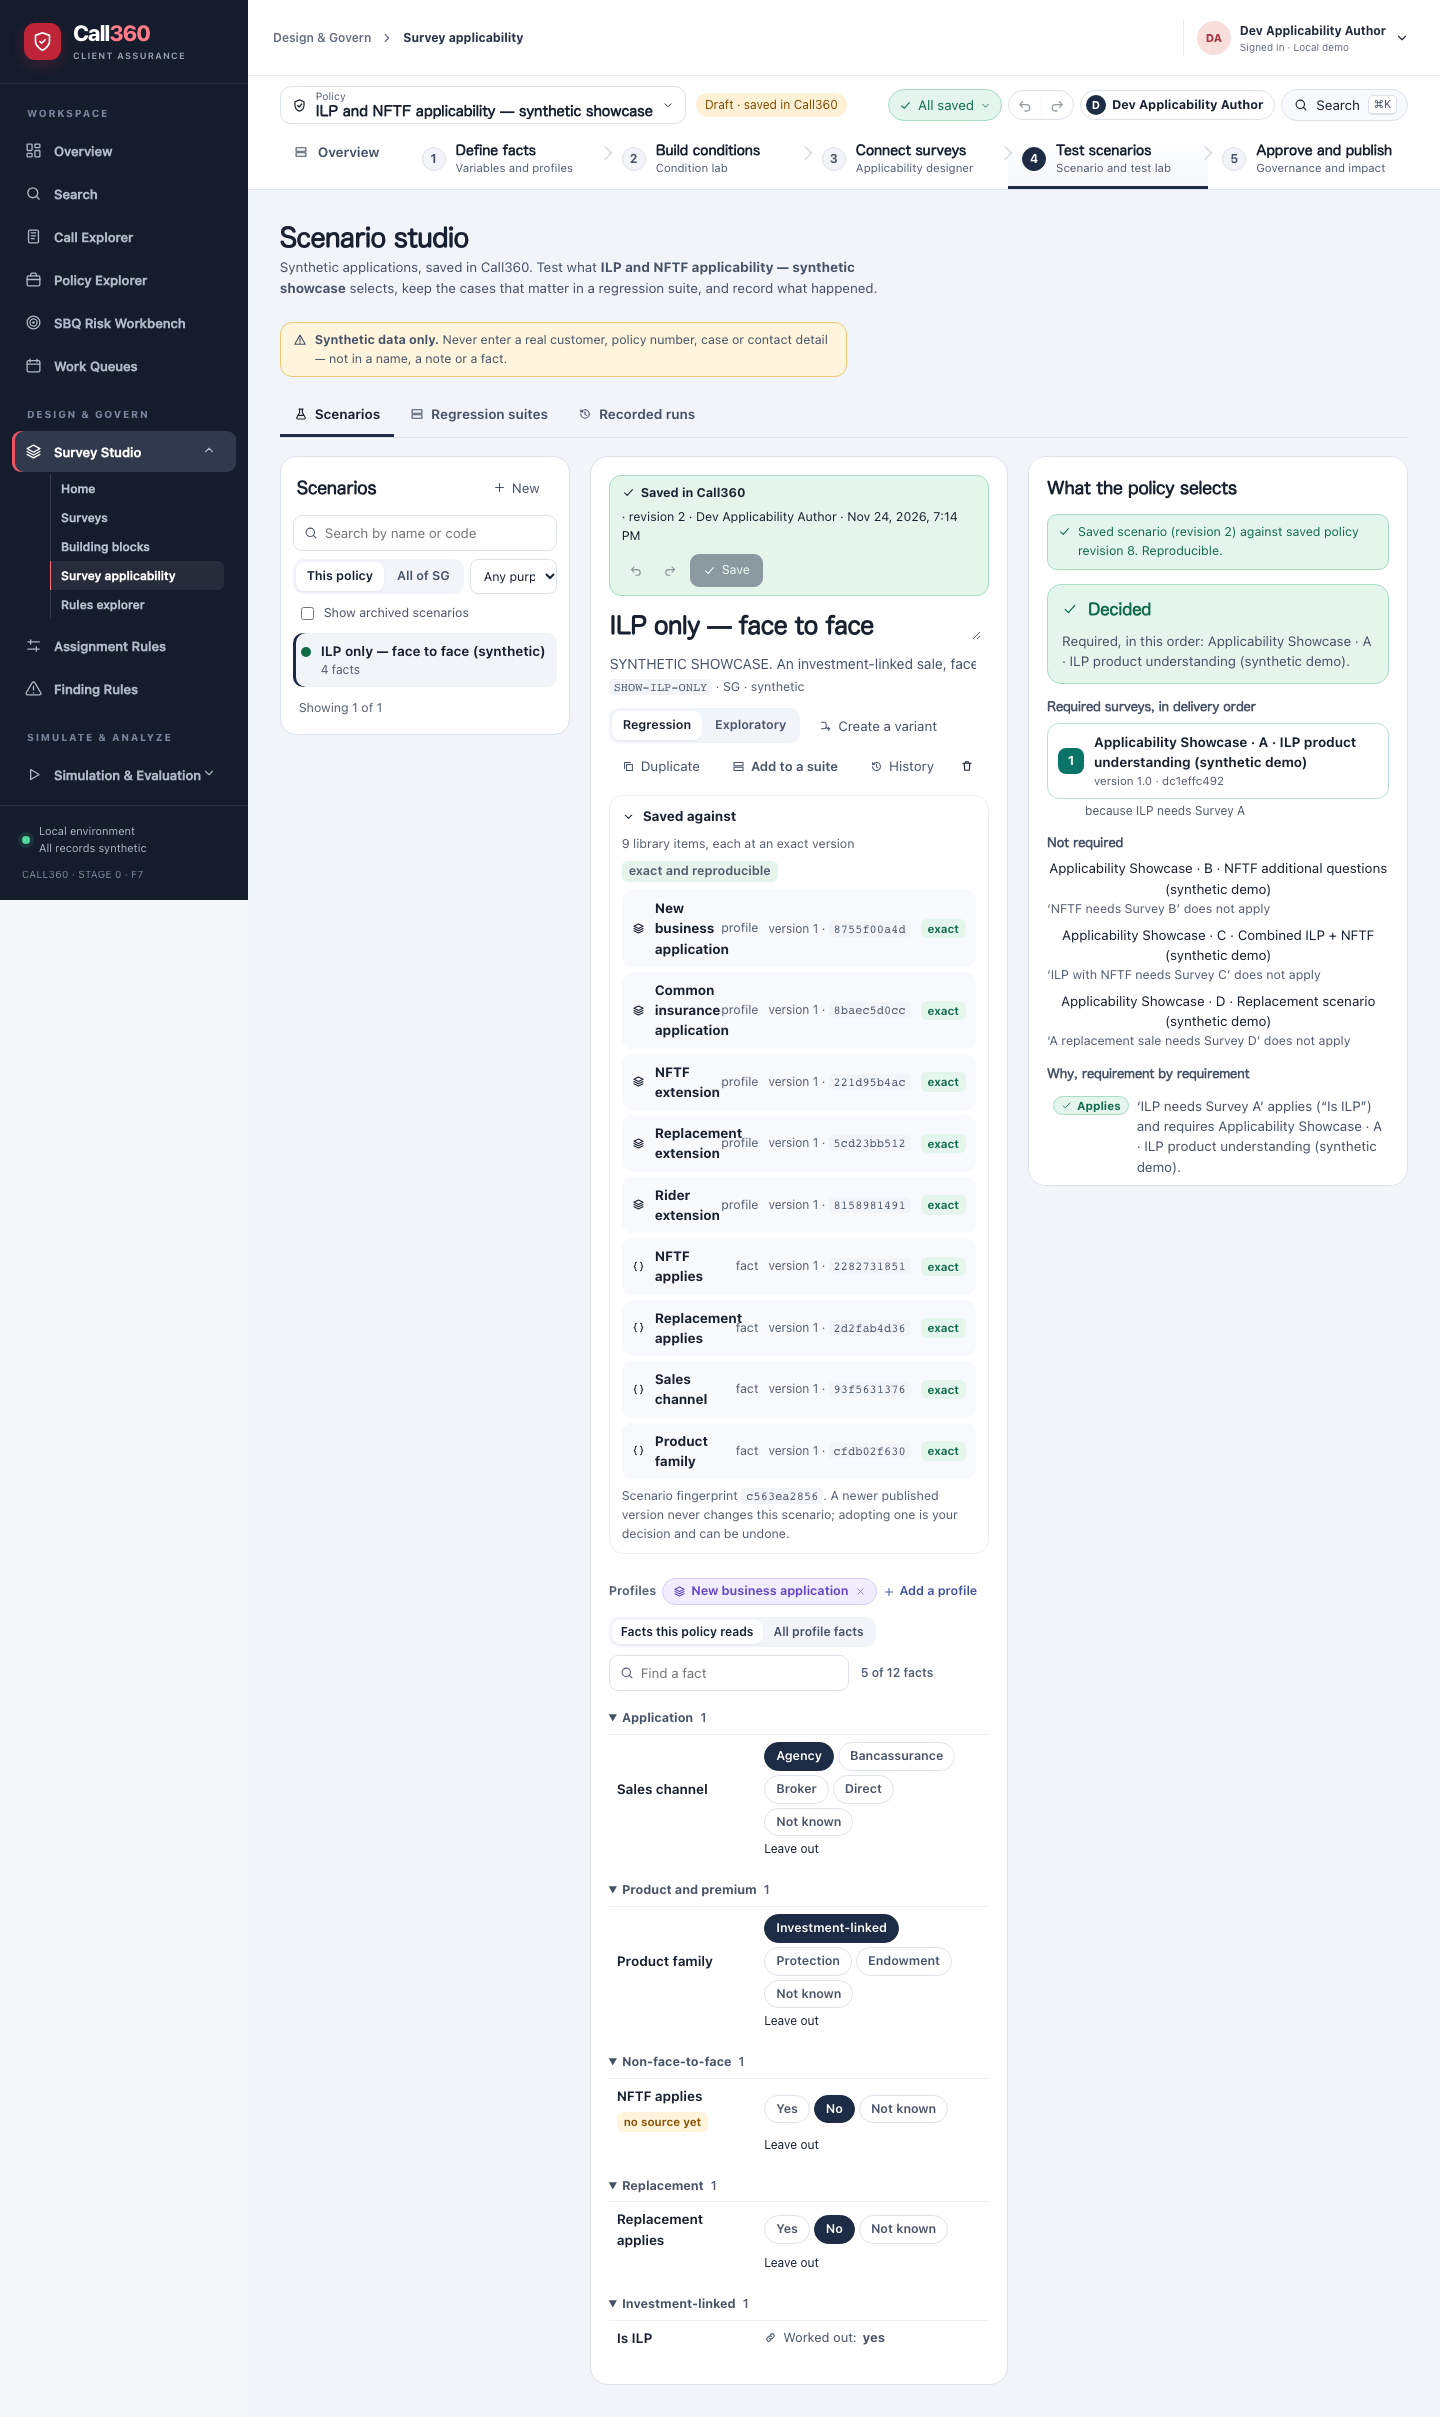 Call360
CLIENT ASSURANCE
WORKSPACE
Overview
Search
Call Explorer
Policy Explorer
SBQ Risk Workbench
Work Queues
DESIGN & GOVERN
Survey Studio
Home
Surveys
Building blocks
Survey applicability
Rules explorer
Assignment Rules
Finding Rules
SIMULATE & ANALYZE
Simulation & Evaluation
Local environment
All records synthetic
CALL360 · STAGE 0 · F7
Design & Govern
Survey applicability
DA
Dev Applicability Author
Signed in · Local demo
Policy
ILP and NFTF applicability — synthetic showcase
Draft · saved in Call360
All saved
D
Dev Applicability Author
Search
⌘K
Overview
1
Define facts
Variables and profiles
2
Build conditions
Condition lab
3
Connect surveys
Applicability designer
4
Test scenarios
Scenario and test lab
5
Approve and publish
Governance and impact
Scenario studio
Synthetic applications, saved in Call360. Test what ILP and NFTF applicability — synthetic
showcase selects, keep the cases that matter in a regression suite, and record what happened.
Synthetic data only. Never enter a real customer, policy number, case or contact detail
— not in a name, a note or a fact.
Scenarios
Regression suites
Recorded runs
Scenarios
New
Search by name or code
This policy
All of SG
Any purp
Show archived scenarios
ILP only — face to face (synthetic)
4 facts
Showing 1 of 1
Saved in Call360
· revision 2 · Dev Applicability Author · Nov 24, 2026, 7:14
PM
Save
ILP only — face to face
SYNTHETIC SHOWCASE. An investment-linked sale, face
SHOW-ILP-ONLY · SG · synthetic
Regression
Exploratory
Create a variant
Duplicate
Add to a suite
History
Saved against
9 library items, each at an exact version
exact and reproducible
New
business
application
profile
version 1 · 8755f00a4d
exact
Common
insurance
application
profile
version 1 · 8baec5d0cc
exact
NFTF
extension
profile
version 1 · 221d95b4ac
exact
Replacement
extension
profile
version 1 · 5cd23bb512
exact
Rider
extension
profile
version 1 · 8158981491
exact
NFTF
applies
fact
version 1 · 2282731851
exact
Replacement
applies
fact
version 1 · 2d2fab4d36
exact
Sales
channel
fact
version 1 · 93f5631376
exact
Product
family
fact
version 1 · cfdb02f630
exact
Scenario fingerprint c563ea2856. A newer published
version never changes this scenario; adopting one is your
decision and can be undone.
Profiles
New business application
Add a profile
Facts this policy reads
All profile facts
Find a fact
5 of 12 facts
Application 1
Sales channel
Agency
Bancassurance
Broker
Direct
Not known
Leave out
Product and premium 1
Product family
Investment-linked
Protection
Endowment
Not known
Leave out
Non-face-to-face 1
NFTF applies
no source yet
Yes
No
Not known
Leave out
Replacement 1
Replacement
applies
Yes
No
Not known
Leave out
Investment-linked 1
Is ILP
Worked out: yes
What the policy selects
Saved scenario (revision 2) against saved policy
revision 8. Reproducible.
Decided
Required, in this order: Applicability Showcase · A
· ILP product understanding (synthetic demo).
Required surveys, in delivery order
1
Applicability Showcase · A · ILP product
understanding (synthetic demo)
version 1.0 · dc1effc492
because ILP needs Survey A
Not required
Applicability Showcase · B · NFTF additional questions
(synthetic demo)
‘NFTF needs Survey B’ does not apply
Applicability Showcase · C · Combined ILP + NFTF
(synthetic demo)
‘ILP with NFTF needs Survey C’ does not apply
Applicability Showcase · D · Replacement scenario
(synthetic demo)
‘A replacement sale needs Survey D’ does not apply
Why, requirement by requirement
Applies
‘ILP needs Survey A’ applies (“Is ILP”)
and requires Applicability Showcase · A
· ILP product understanding (synthetic
demo).